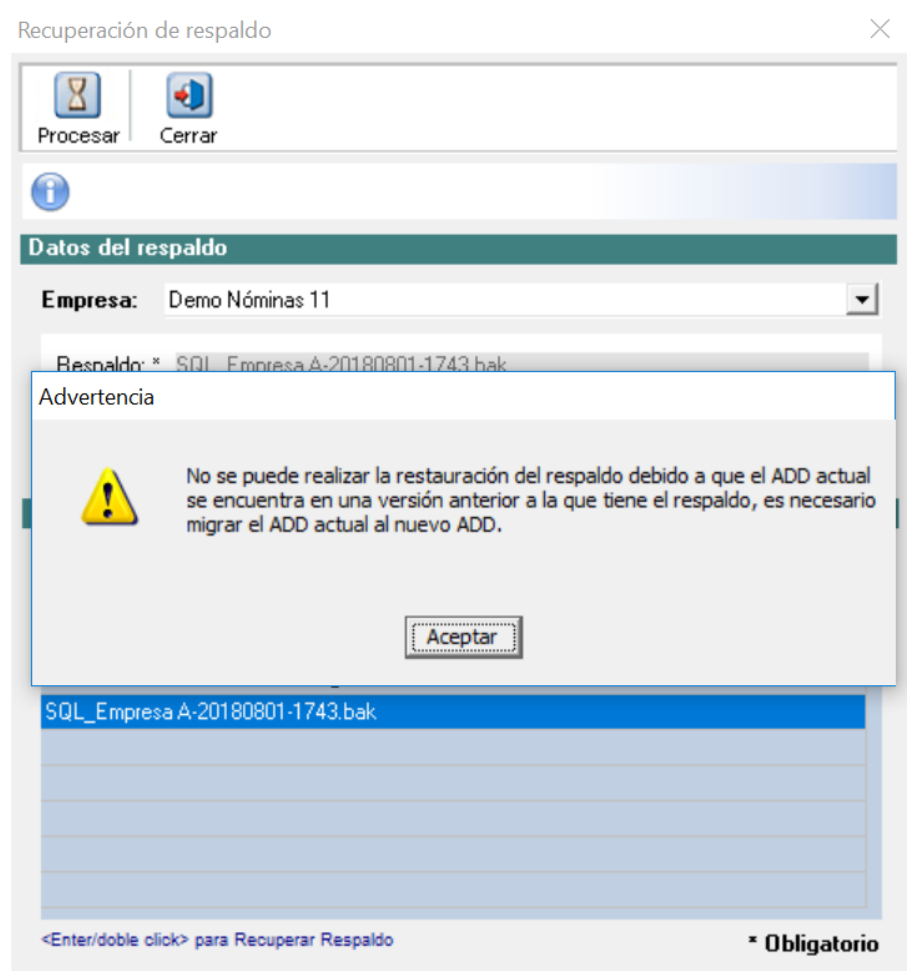 Recuperación de respaldo
Procesar
Cerrar
Datos del respaldo
Empresa: Demo Nóminas 11
Respaldo: * SQL_Empresa A-20180801-1743.bak
Advertencia
No se puede realizar la restauración del respaldo debido a que el ADD actual
se encuentra en una versión anterior a la que tiene el respaldo, es necesario
migrar el ADD actual al nuevo ADD.
Aceptar
SQL_Empresa A-20180801-1743.bak
<Enter/doble click> para Recuperar Respaldo
* Obligatorio